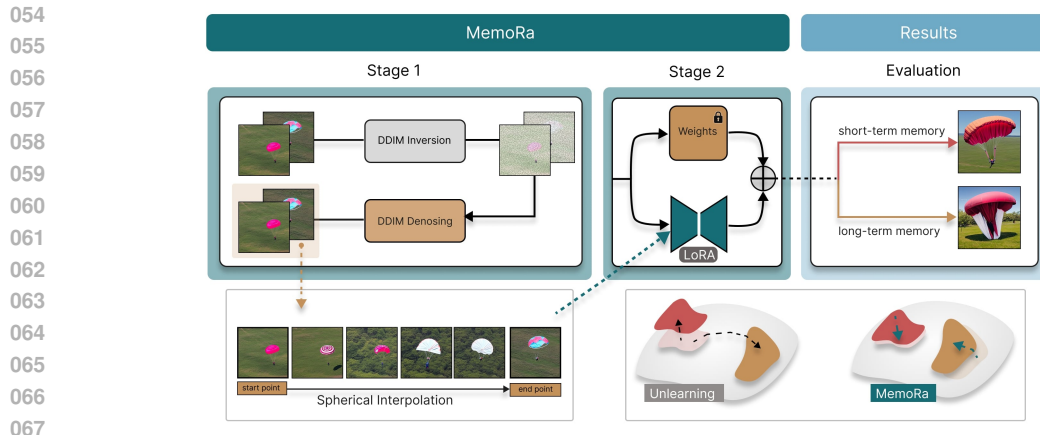 054
055
056
057
058
059
060
061
062
063
064
065
066
067
MemoRa
Results
Stage 1
Stage 2
Evaluation
DDIM Inversion
DDIM Denosing
Weights
LoRA
short-term memory
long-term memory
start point
end point
Spherical Interpolation
Unlearning
MemoRa